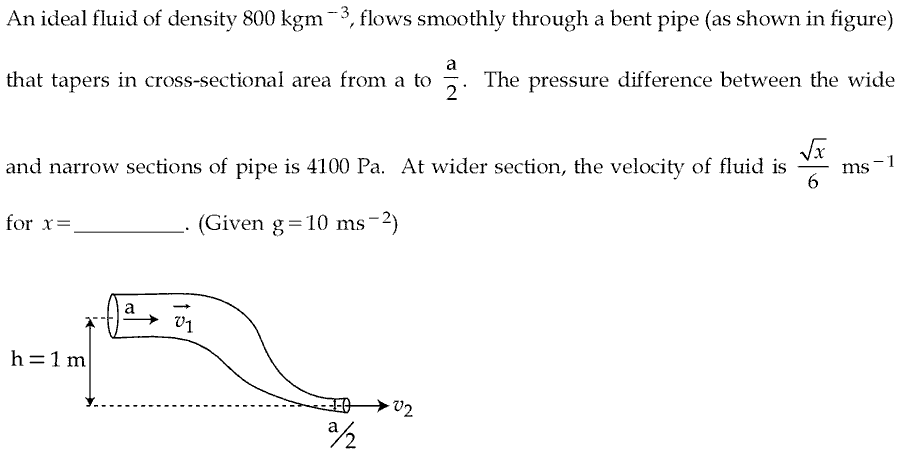 An ideal fluid of density 800 kgm⁻³, flows smoothly through a bent pipe (as shown in figure)
that tapers in cross-sectional area from a to a/2. The pressure difference between the wide
and narrow sections of pipe is 4100 Pa. At wider section, the velocity of fluid is √x/6 ms⁻¹
for x=__________. (Given g=10 ms⁻²)
a v₁
h=1 m
v₂
a/2